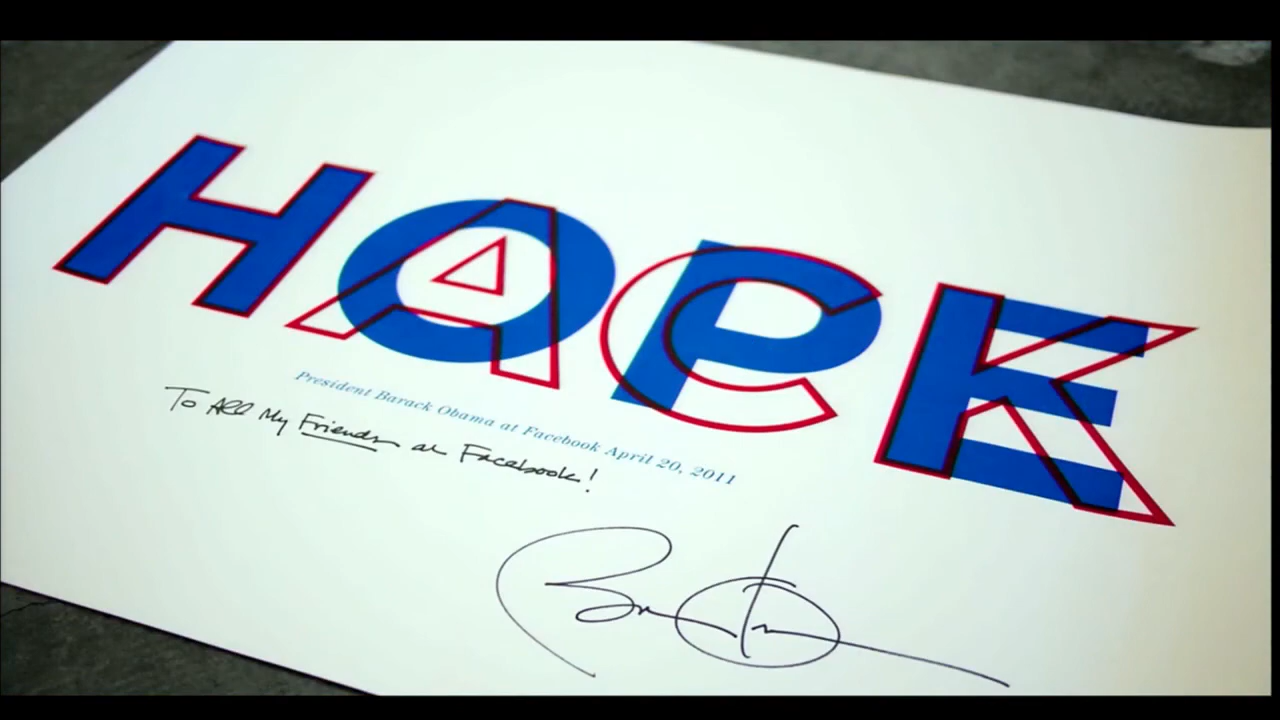 HACK
HOPE
President Barack Obama at Facebook April 20, 2011
To All My Friends at Facebook!